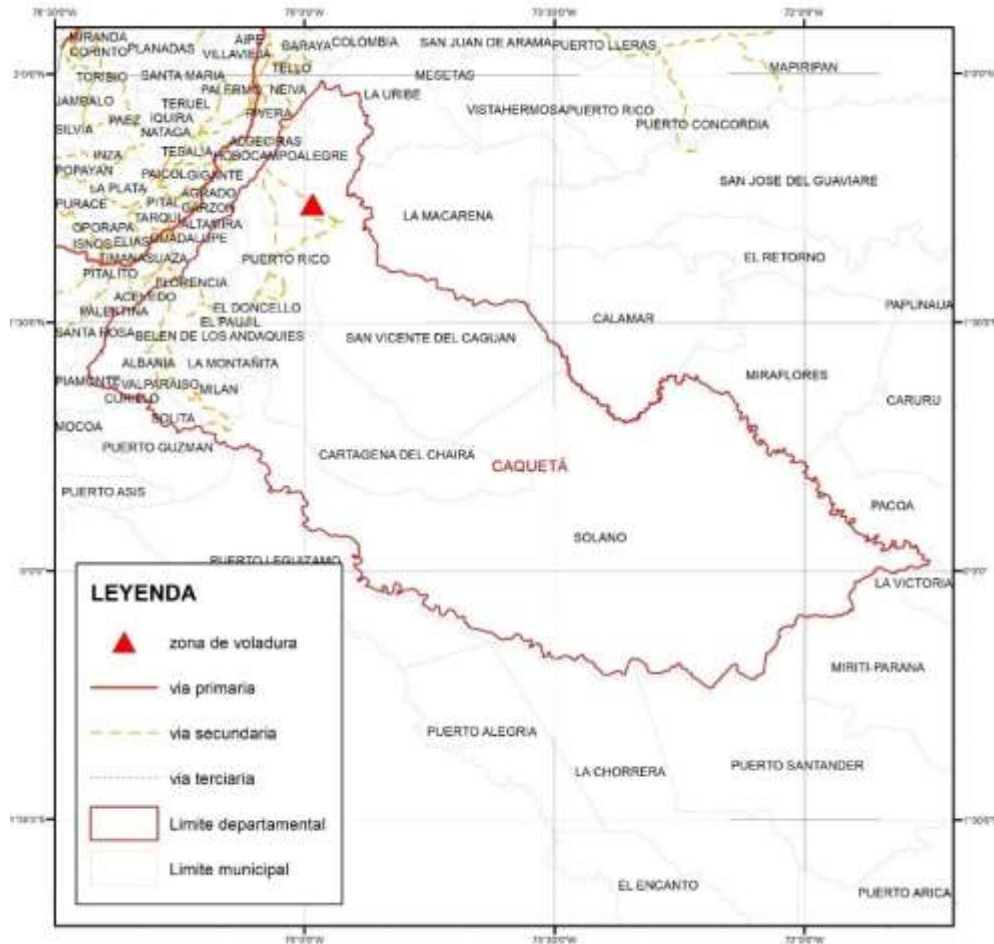 MIRANDA
CORINTO
PLANADAS
AIPE
VILLAVIEJA
BARAYA
COLOMBIA
SAN JUAN DE ARAMA
PUERTO LLERAS
TELLO
MESETAS
MAPIRIPAN
TORIBIO
SANTA MARIA
PALERMO
NEIVA
LA URIBE
JAMBALO
TERUEL
VISTAHERMOSA
PUERTO RICO
PAEZ
IQUIRA
RIVERA
PUERTO CONCORDIA
SILVIA
NATAGA
ALGECIRAS
INZA
TESALIA
HOBO
CAMPOALEGRE
POPAYAN
PAICOL
GIGANTE
SAN JOSE DEL GUAVIARE
LA PLATA
AGRADO
PURACE
PITAL
GARZON
LA MACARENA
TARQUI
ALTAMIRA
OPORAPA
ISNOS
ELIAS
GUADALUPE
TIMANA
SUAZA
PUERTO RICO
EL RETORNO
PITALITO
FLORENCIA
ACEVEDO
PALESTINA
EL DONCELLO
EL PAUJIL
CALAMAR
PAPUNAUA
SANTA ROSA
BELEN DE LOS ANDAQUIES
SAN VICENTE DEL CAGUAN
ALBANIA
LA MONTAÑITA
MIRAFLORES
PIAMONTE
VALPARAISO
MILAN
CURILLO
CARURU
SOLITA
MOCOA
PUERTO GUZMAN
CARTAGENA DEL CHAIRÁ
CAQUETÁ
PUERTO ASIS
PACOA
SOLANO
PUERTO LEGUIZAMO
LA VICTORIA
LEYENDA
zona de voladura
via primaria
via secundaria
via terciaria
Limite departamental
Limite municipal
MIRITI-PARANA
PUERTO ALEGRIA
LA CHORRERA
PUERTO SANTANDER
EL ENCANTO
PUERTO ARICA